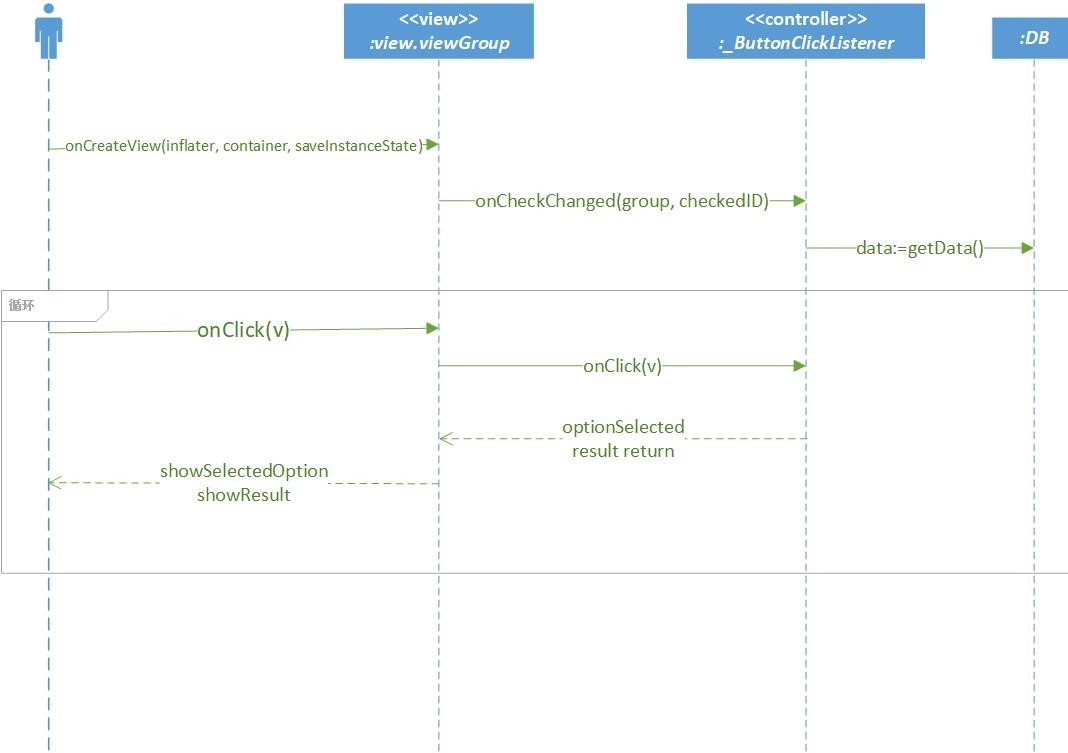 <<view>>
:view.viewGroup
<<controller>>
:_ButtonClickListener
:DB
onCreateView(inflater, container, saveInstanceState)
onCheckChanged(group, checkedID)
data:=getData()
循环
onClick(v)
onClick(v)
optionSelected
result return
showSelectedOption
showResult